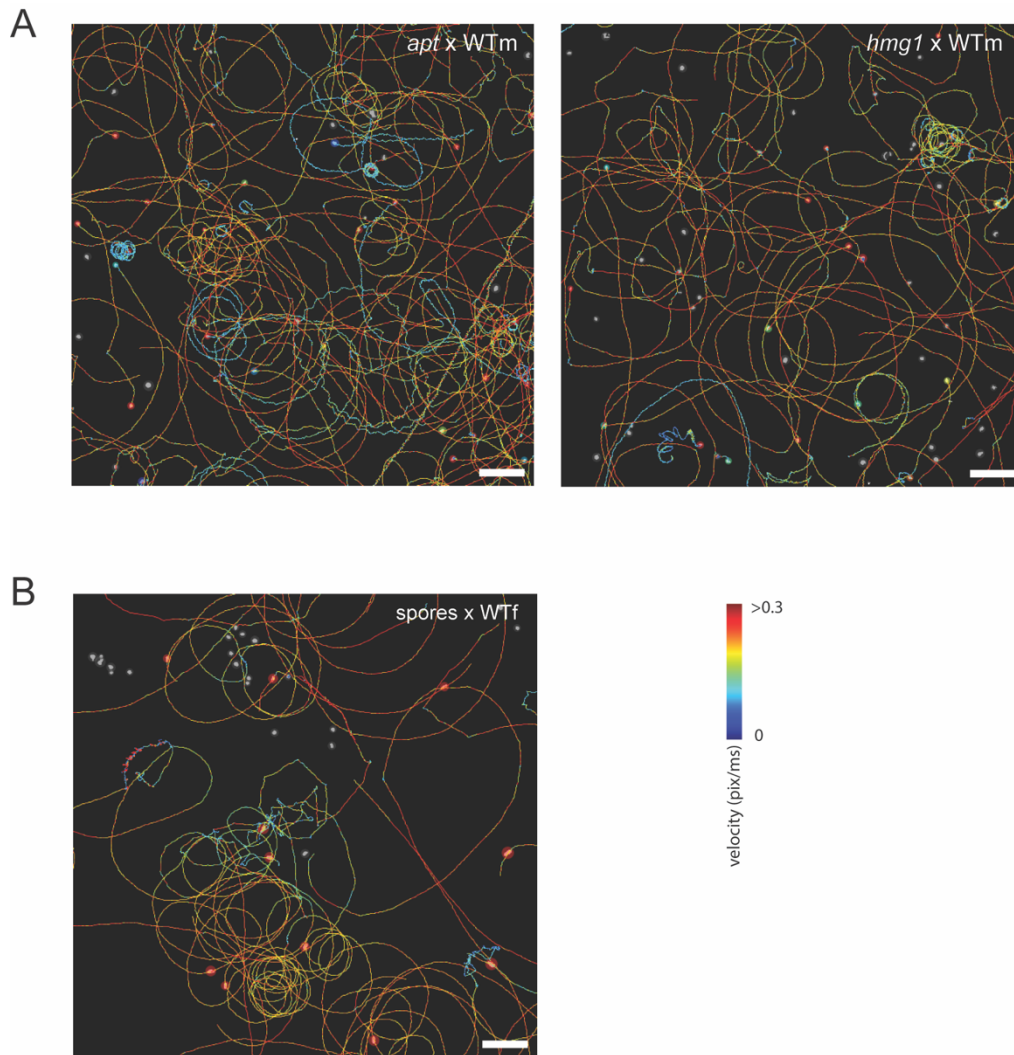 A
apt x WTm
hmg1 x WTm
B
spores x WTf
>0.3
0
velocity (pix/ms)